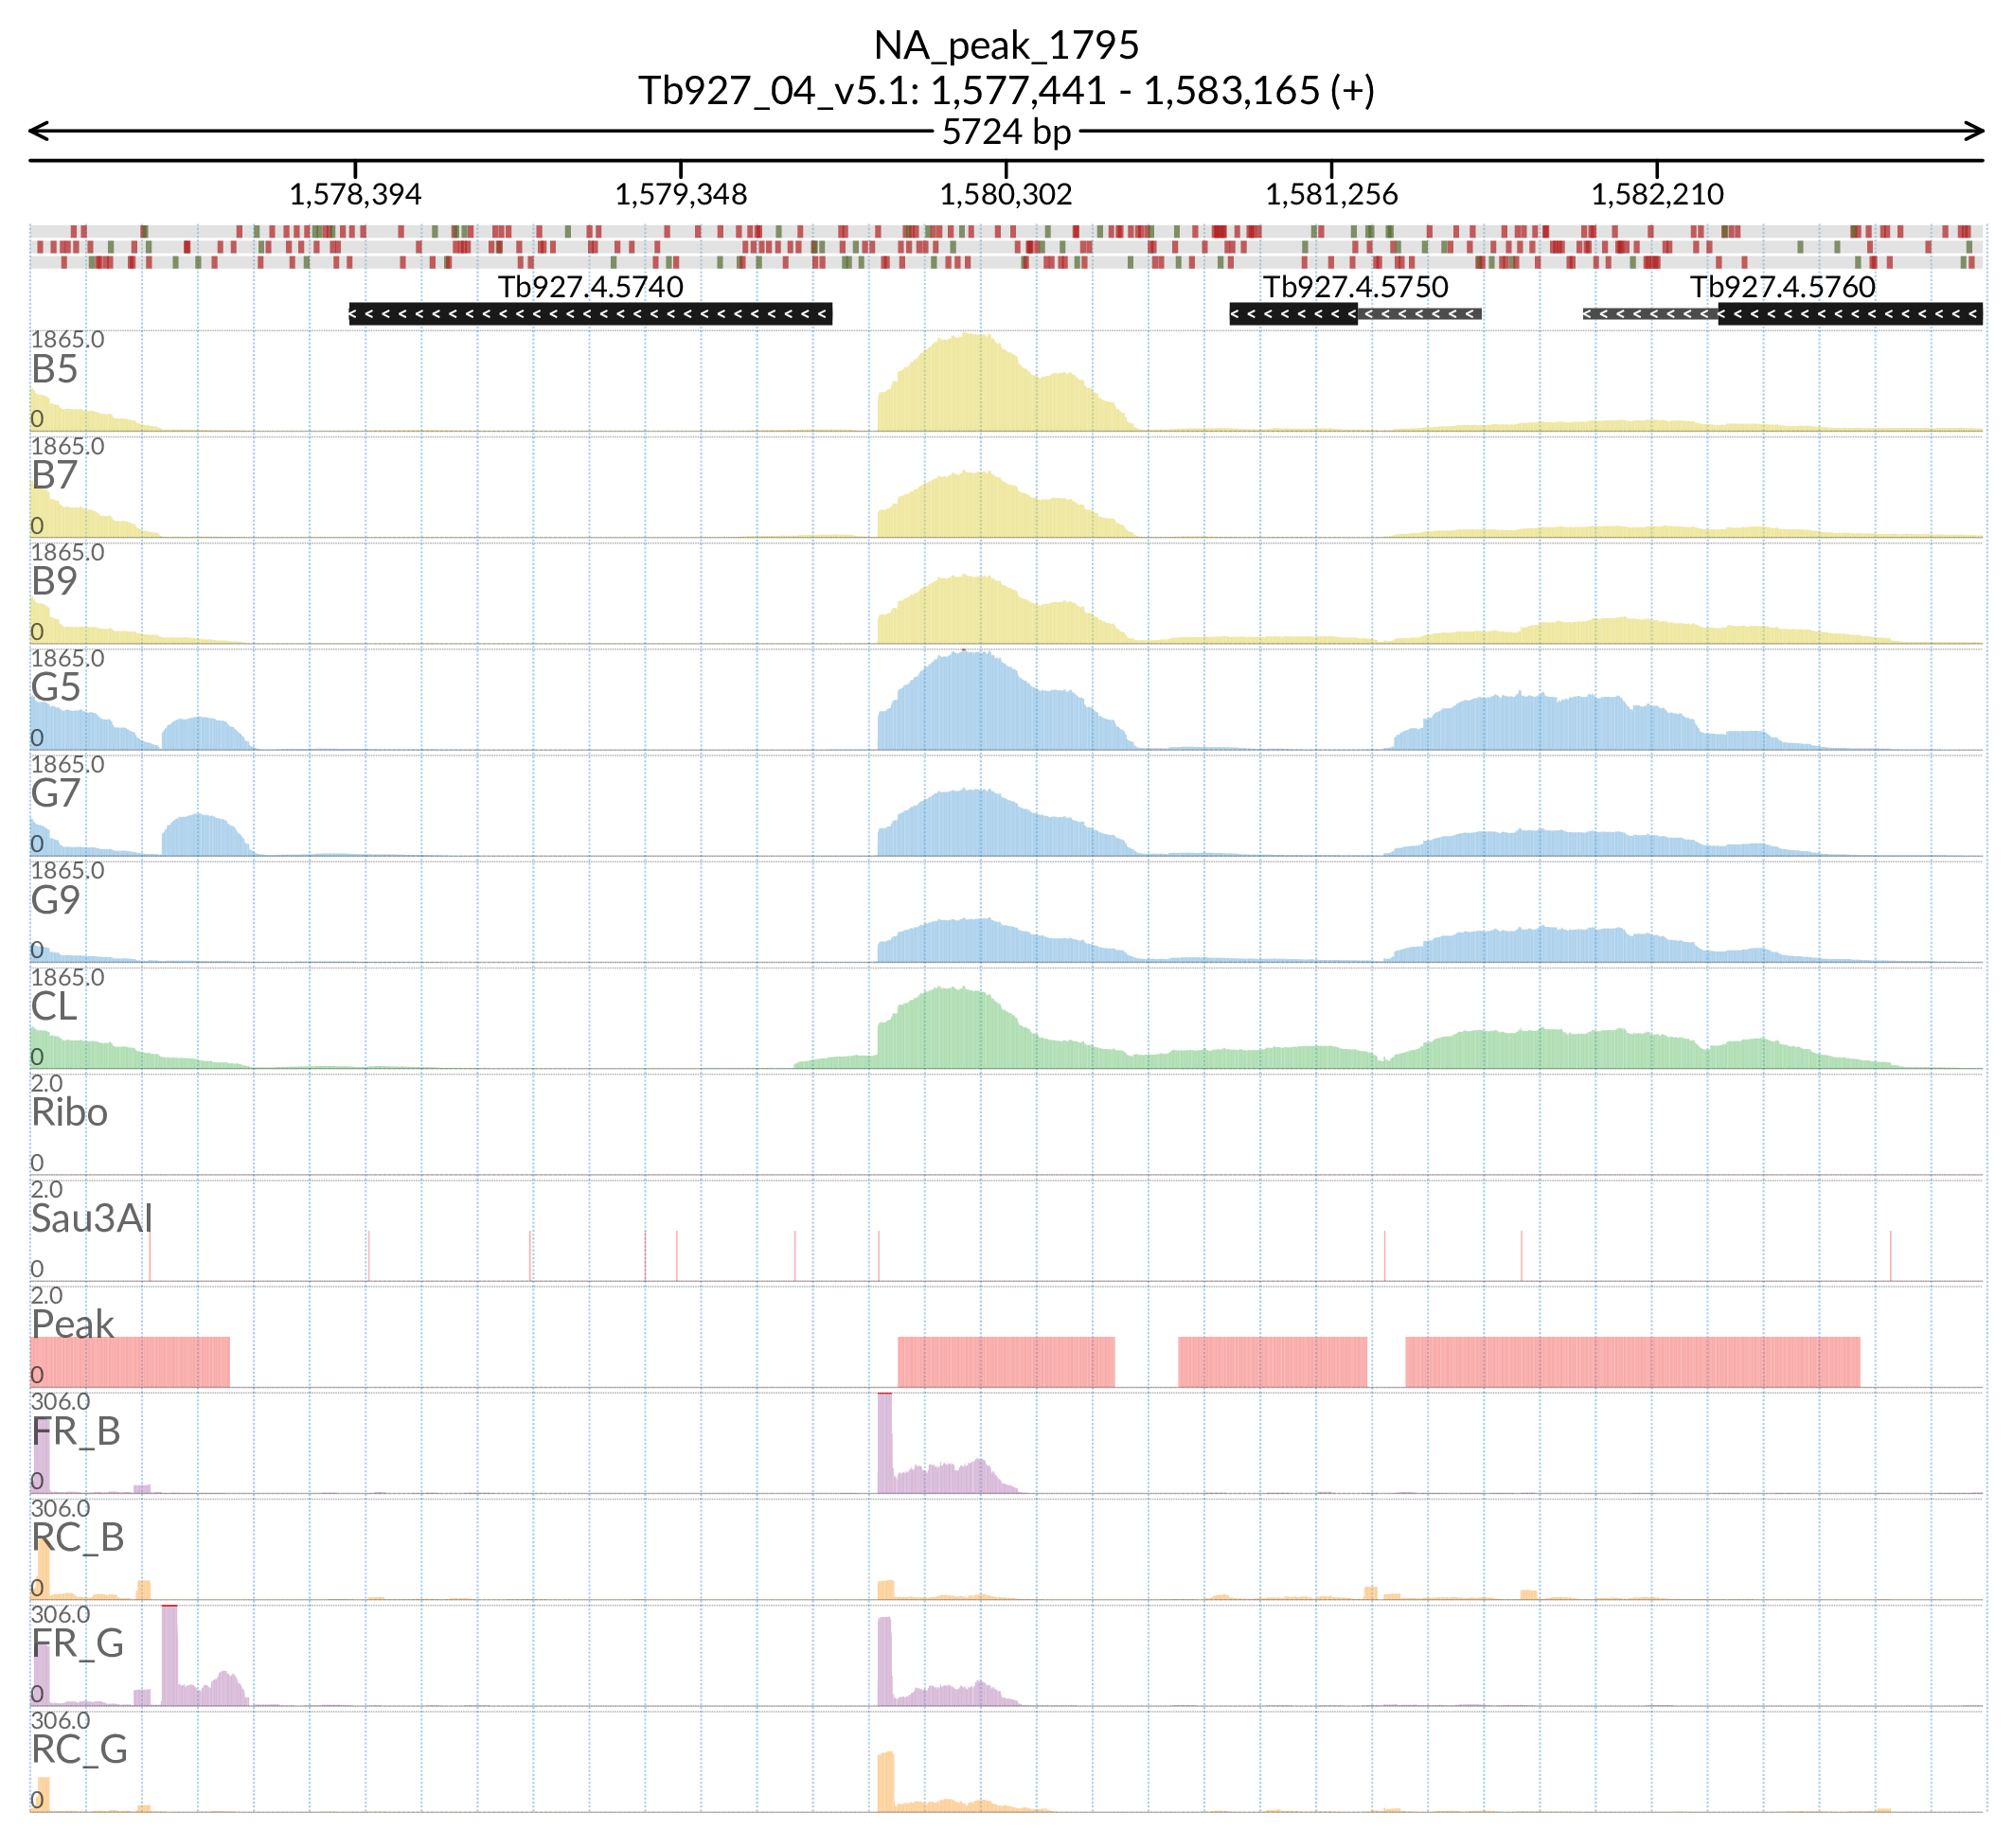 NA_peak_1795
Tb927_04_v5.1: 1,577,441 - 1,583,165 (+)
5724 bp
1,578,394 1,579,348 1,580,302 1,581,256 1,582,210
Tb927.4.5740 Tb927.4.5750 Tb927.4.5760
1865.0
B5
0
1865.0
B7
0
1865.0
B9
0
1865.0
G5
0
1865.0
G7
0
1865.0
G9
0
1865.0
CL
0
2.0
Ribo
0
2.0
Sau3AI
0
2.0
Peak
0
306.0
FR_B
0
306.0
RC_B
0
306.0
FR_G
0
306.0
RC_G
0